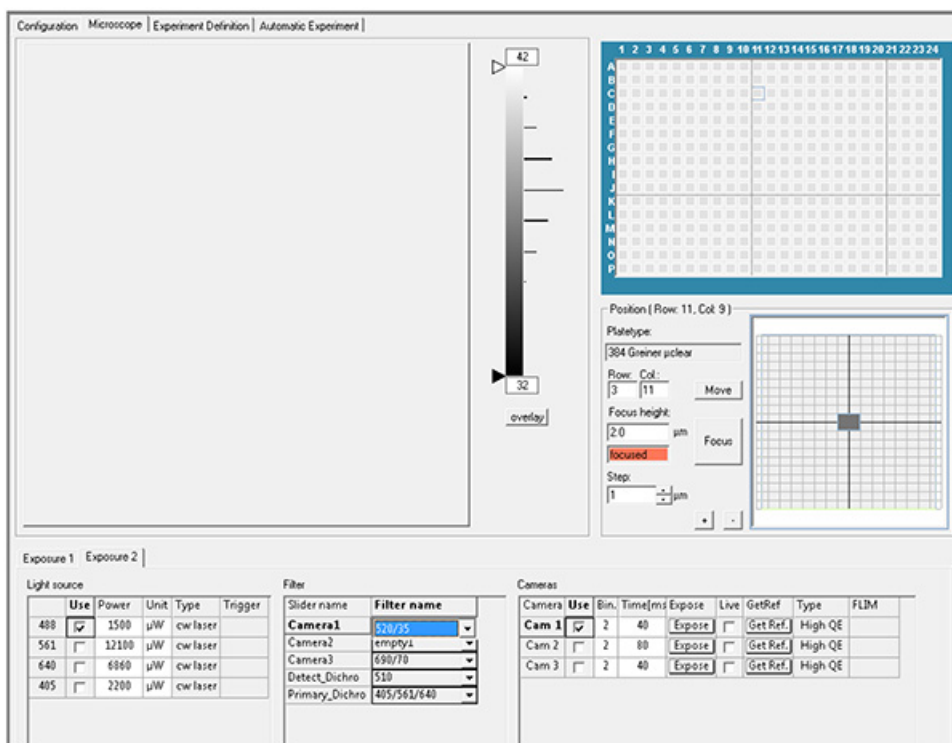 Configuration Microscope Experiment Definition Automatic Experiment
42
32
overlay
1 2 3 4 5 6 7 8 9 10 11 12 13 14 15 16 17 18 19 20 21 22 23 24
A
B
C
D
E
F
G
H
I
J
K
L
M
N
O
P
Position ( Row: 11, Col: 9 )
Platetype:
384 Greiner µclear
Row: Col.:
3 11 Move
Focus height:
2.0 µm Focus
focused
Step:
1 µm
+ -
Exposure 1 Exposure 2
Light source
Use Power Unit Type Trigger
488 1500 µW cw laser
561 12100 µW cw laser
640 6860 µW cw laser
405 2200 µW cw laser
Filter
Slider name Filter name
Camera1 520/35
Camera2 empty1
Camera3 690/70
Detect_Dichro 510
Primary_Dichro 405/561/640
Cameras
Camera Use Bin. Time[ms Expose Live GetRef Type FLIM
Cam 1 2 40 Expose Get Ref. High QE
Cam 2 2 80 Expose Get Ref. High QE
Cam 3 2 40 Expose Get Ref. High QE